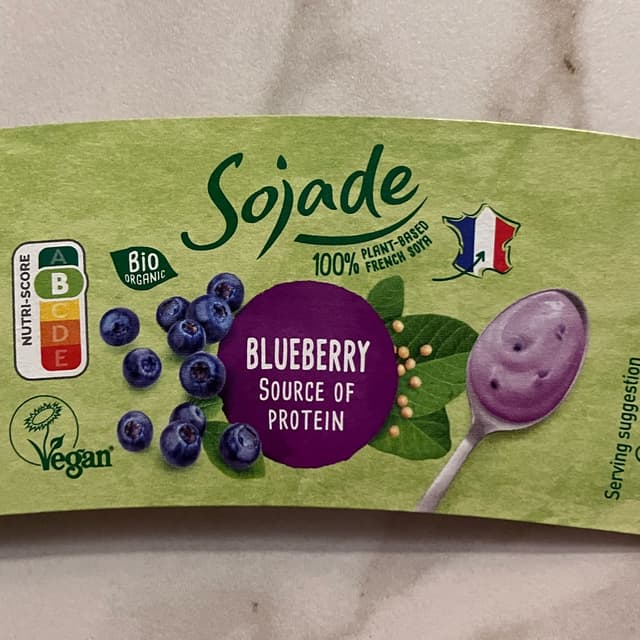 Sojade
100% PLANT-BASED
FRENCH SOYA
Bio
ORGANIC
NUTRI-SCORE
A
B
C
D
E
BLUEBERRY
SOURCE OF
PROTEIN
Vegan
Serving suggestion